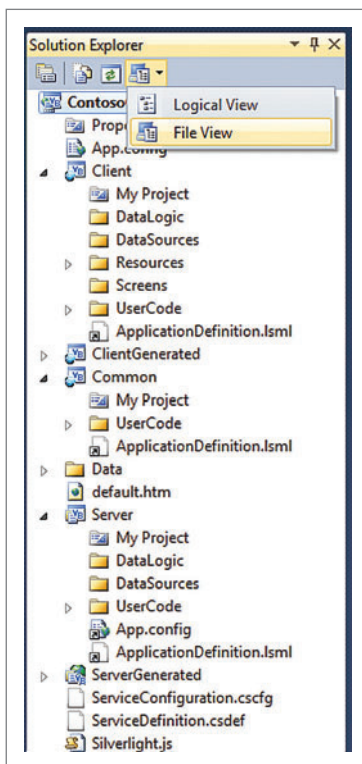 Solution Explorer
Logical View
File View
Contoso
App.config
Client
My Project
DataLogic
DataSources
Resources
Screens
UserCode
ApplicationDefinition.lsml
ClientGenerated
Common
My Project
UserCode
ApplicationDefinition.lsml
Data
default.htm
Server
My Project
DataLogic
DataSources
UserCode
App.config
ApplicationDefinition.lsml
ServerGenerated
ServiceConfiguration.cscfg
ServiceDefinition.csdef
Silverlight.js